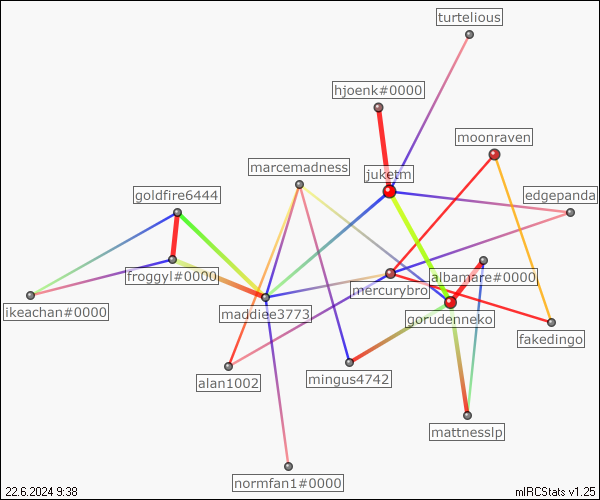 turtelious
hjoenk#0000
moonraven
marcemadness
juketm
goldfire6444
edgepanda
froggyl#0000
albamare#0000
mercurybro
ikeachan#0000
maddiee3773
gorudenneko
fakedingo
alan1002
mingus4742
mattnesslp
normfan1#0000
22.6.2024 9:38
mIRCStats v1.25